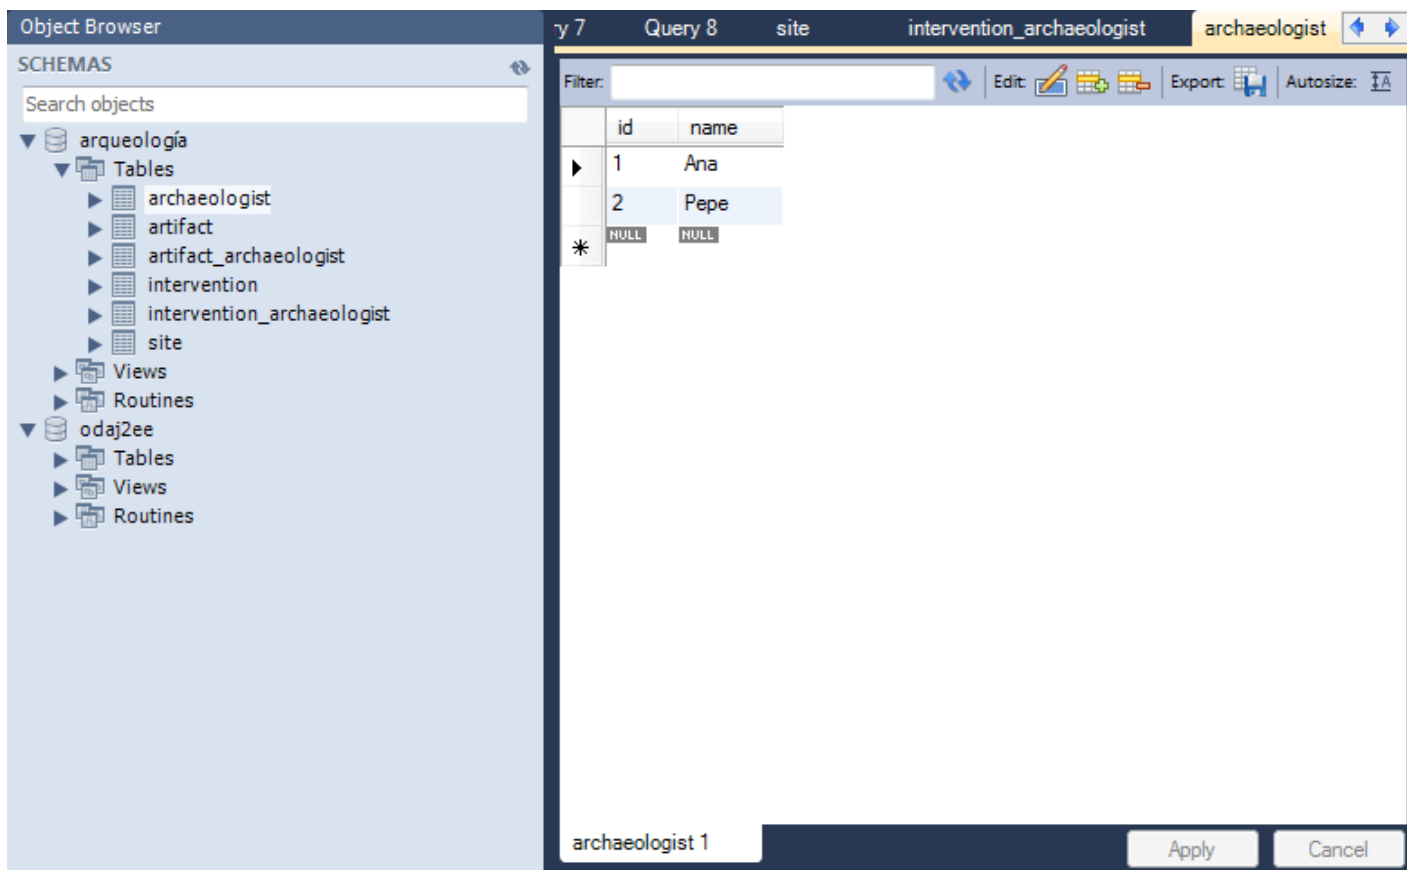 Object Browser
SCHEMAS
Search objects
arqueología
Tables
archaeologist
artifact
artifact_archaeologist
intervention
intervention_archaeologist
site
Views
Routines
odaj2ee
Tables
Views
Routines
y 7 Query 8 site intervention_archaeologist archaeologist
Filter: Edit: Export: Autosize: IA
id name
1 Ana
2 Pepe
NULL NULL
archaeologist 1
Apply Cancel